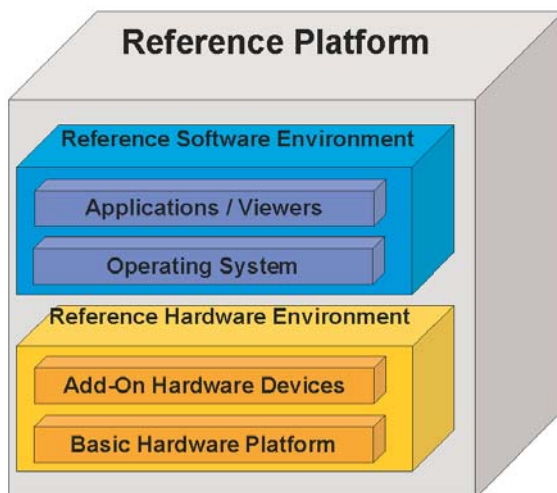 Reference Platform
Reference Software Environment
Applications / Viewers
Operating System
Reference Hardware Environment
Add-On Hardware Devices
Basic Hardware Platform